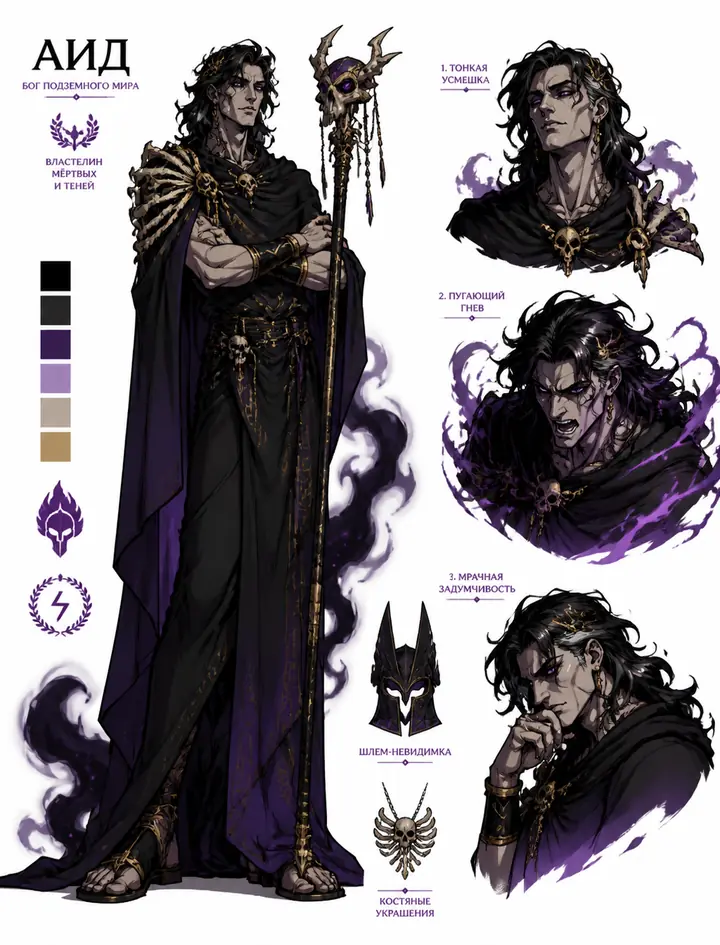 АИД
БОГ ПОДЗЕМНОГО МИРА
ВЛАСТЕЛИН
МЁРТВЫХ
И ТЕНЕЙ
1. ТОНКАЯ
УСМЕШКА
2. ПУГАЮЩИЙ
ГНЕВ
3. МРАЧНАЯ
ЗАДУМЧИВОСТЬ
ШЛЕМ-НЕВИДИМКА
КОСТЯНЫЕ
УКРАШЕНИЯ